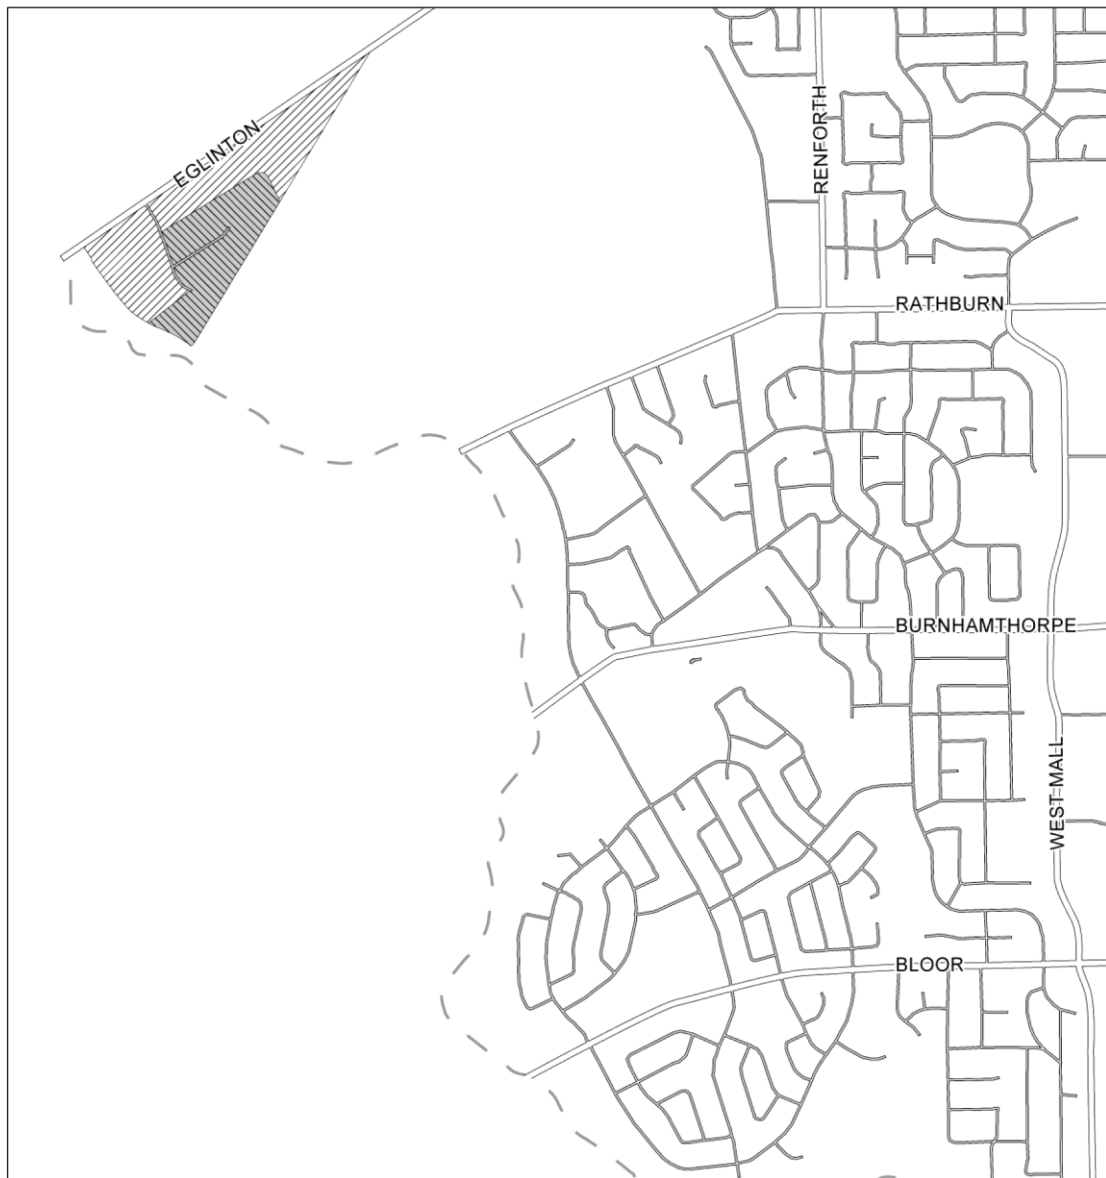 EGLINTON
RENFORTH
RATHBURN
BURNHAMTHORPE
WEST MALL
BLOOR